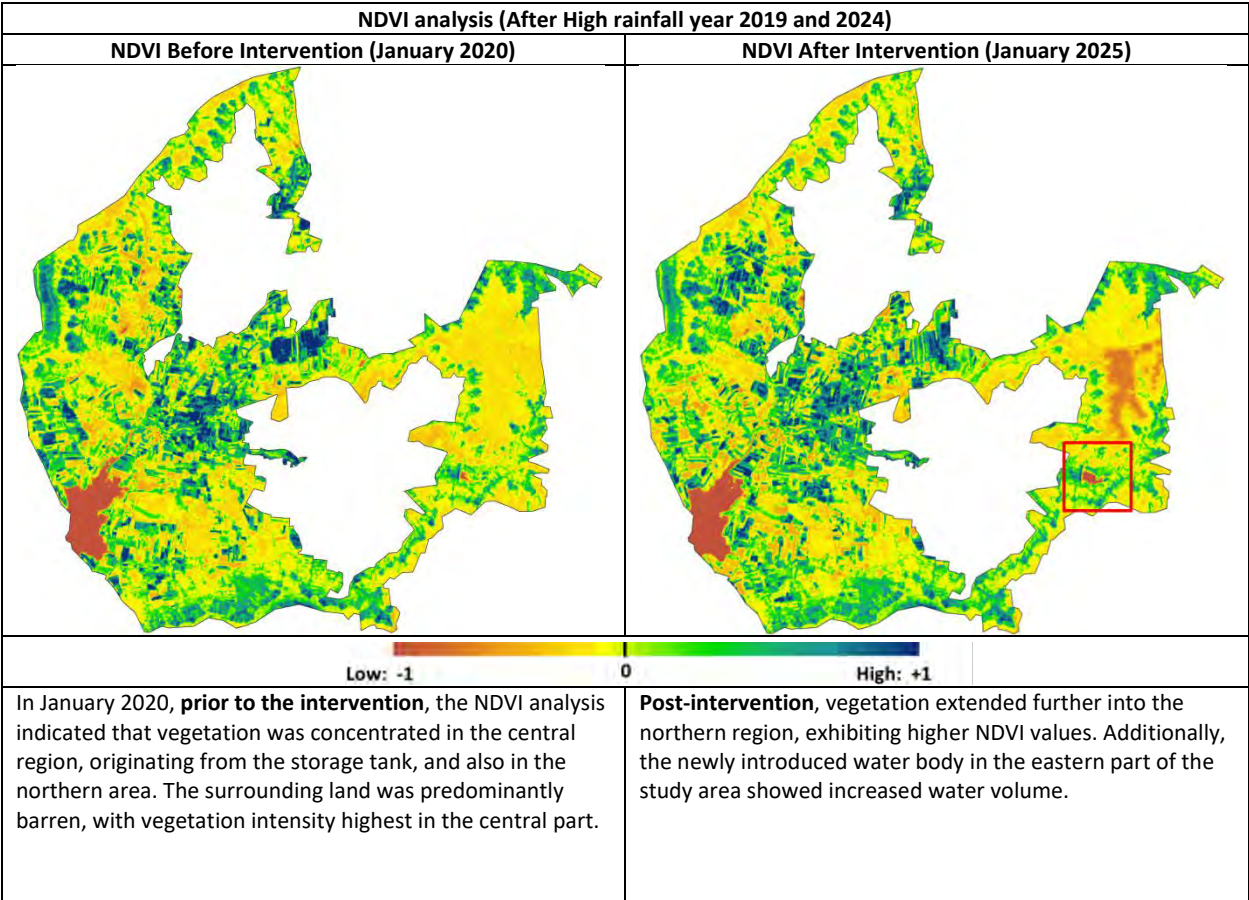 NDVI analysis (After High rainfall year 2019 and 2024)
NDVI Before Intervention (January 2020)
NDVI After Intervention (January 2025)
Low: -1
0
High: +1
In January 2020, prior to the intervention, the NDVI analysis
indicated that vegetation was concentrated in the central
region, originating from the storage tank, and also in the
northern area. The surrounding land was predominantly
barren, with vegetation intensity highest in the central part.
Post-intervention, vegetation extended further into the
northern region, exhibiting higher NDVI values. Additionally,
the newly introduced water body in the eastern part of the
study area showed increased water volume.